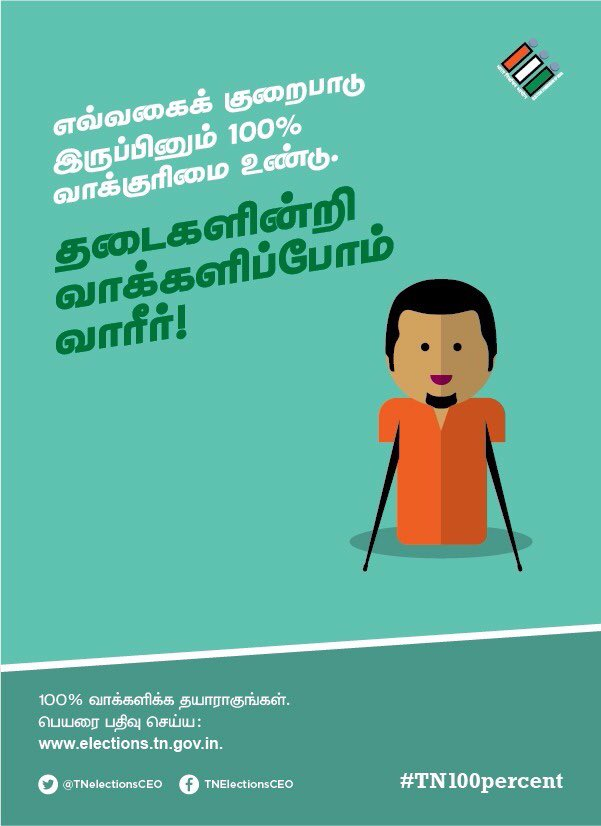 எவ்வகைக் குறைபாடு
இருப்பினும் 100%
வாக்குரிமை உண்டு.
தடைகளின்றி
வாக்களிப்போம்
வாரீர்!
100% வாக்களிக்க தயாராகுங்கள்.
பெயரை பதிவு செய்ய:
www.elections.tn.gov.in.
@TNelectionsCEO
TNElectionsCEO
#TN100percent